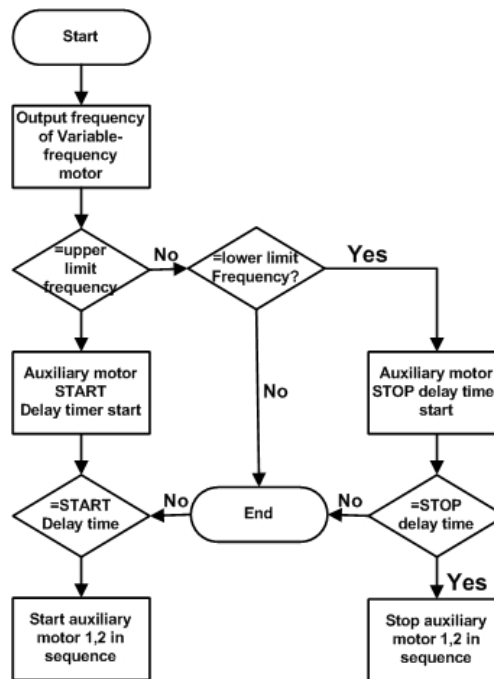 Start
Output frequency
of Variable-
frequency
motor
=upper
limit
frequency
No
=lower limit
Frequency?
Yes
Auxiliary motor
START
Delay timer start
No
Auxiliary motor
STOP delay time
start
=START
Delay time
No
End
No
=STOP
delay time
Yes
Start auxiliary
motor 1,2 in
sequence
Stop auxiliary
motor 1,2 in
sequence